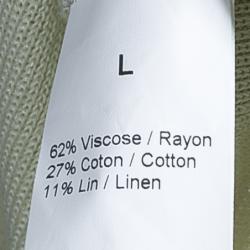 L
62% Viscose / Rayon
27% Coton / Cotton
11% Lin / Linen